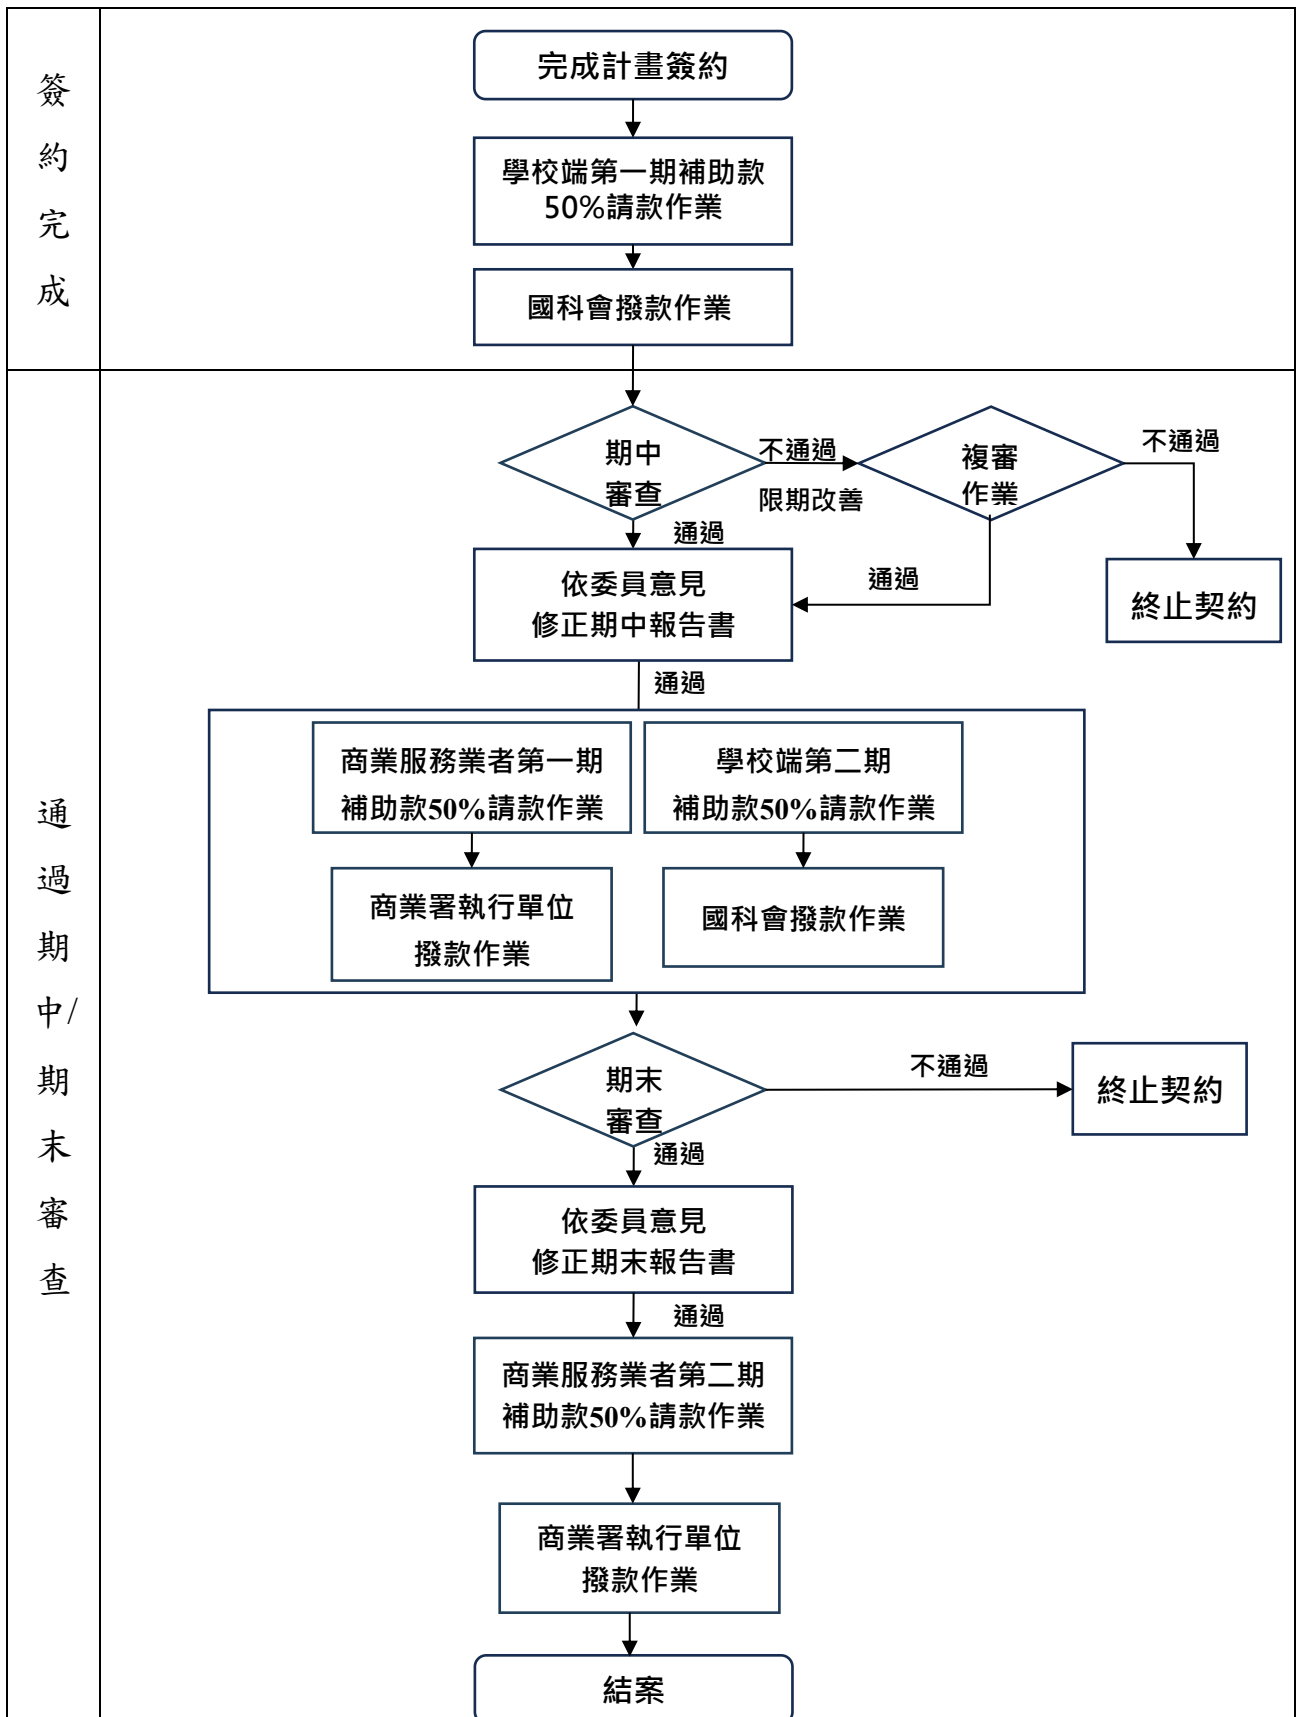 簽
約
完
成
完成計畫簽約
學校端第一期補助款
50%請款作業
國科會撥款作業
通
過
期
中/
期
末
審
查
期中
審查
不通過
限期改善
複審
作業
不通過
終止契約
通過
通過
依委員意見
修正期中報告書
通過
商業服務業者第一期
補助款50%請款作業
學校端第二期
補助款50%請款作業
商業署執行單位
撥款作業
國科會撥款作業
期末
審查
不通過
終止契約
通過
依委員意見
修正期末報告書
通過
商業服務業者第二期
補助款50%請款作業
商業署執行單位
撥款作業
結案